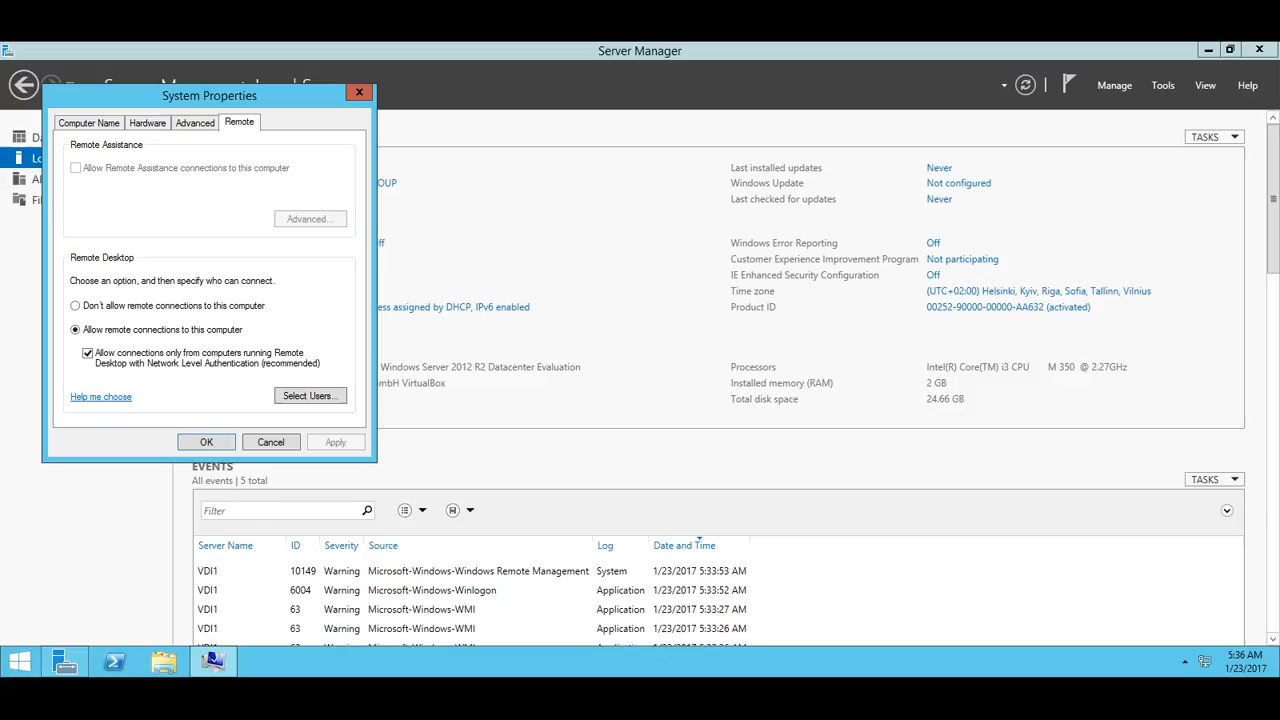 Server Manager
Manage
Tools
View
Help
System Properties
Computer Name
Hardware
Advanced
Remote
Remote Assistance
Allow Remote Assistance connections to this computer
Advanced...
Remote Desktop
Choose an option, and then specify who can connect.
Don't allow remote connections to this computer
Allow remote connections to this computer
Allow connections only from computers running Remote
Desktop with Network Level Authentication (recommended)
Help me choose
Select Users...
OK
Cancel
Apply
TASKS
Last installed updates Never
OUP Windows Update Not configured
Last checked for updates Never
ff Windows Error Reporting Off
Customer Experience Improvement Program Not participating
IE Enhanced Security Configuration Off
Time zone (UTC+02:00) Helsinki, Kyiv, Riga, Sofia, Tallinn, Vilnius
ess assigned by DHCP, IPv6 enabled Product ID 00252-90000-00000-AA632 (activated)
Windows Server 2012 R2 Datacenter Evaluation Processors Intel(R) Core(TM) i3 CPU M 350 @ 2.27GHz
mbH VirtualBox Installed memory (RAM) 2 GB
Total disk space 24.66 GB
EVENTS
All events | 5 total
TASKS
Filter
Server Name ID Severity Source Log Date and Time
VDI1 10149 Warning Microsoft-Windows-Windows Remote Management System 1/23/2017 5:33:53 AM
VDI1 6004 Warning Microsoft-Windows-Winlogon Application 1/23/2017 5:33:52 AM
VDI1 63 Warning Microsoft-Windows-WMI Application 1/23/2017 5:33:27 AM
VDI1 63 Warning Microsoft-Windows-WMI Application 1/23/2017 5:33:26 AM
5:36 AM
1/23/2017